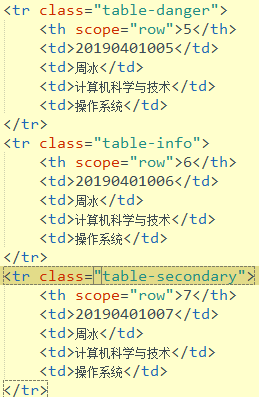 <tr class="table-danger">
<th scope="row">5</th>
<td>20190401005</td>
<td>周冰</td>
<td>计算机科学与技术</td>
<td>操作系统</td>
</tr>
<tr class="table-info">
<th scope="row">6</th>
<td>20190401006</td>
<td>周冰</td>
<td>计算机科学与技术</td>
<td>操作系统</td>
</tr>
<tr class="table-secondary">
<th scope="row">7</th>
<td>20190401007</td>
<td>周冰</td>
<td>计算机科学与技术</td>
<td>操作系统</td>
</tr>